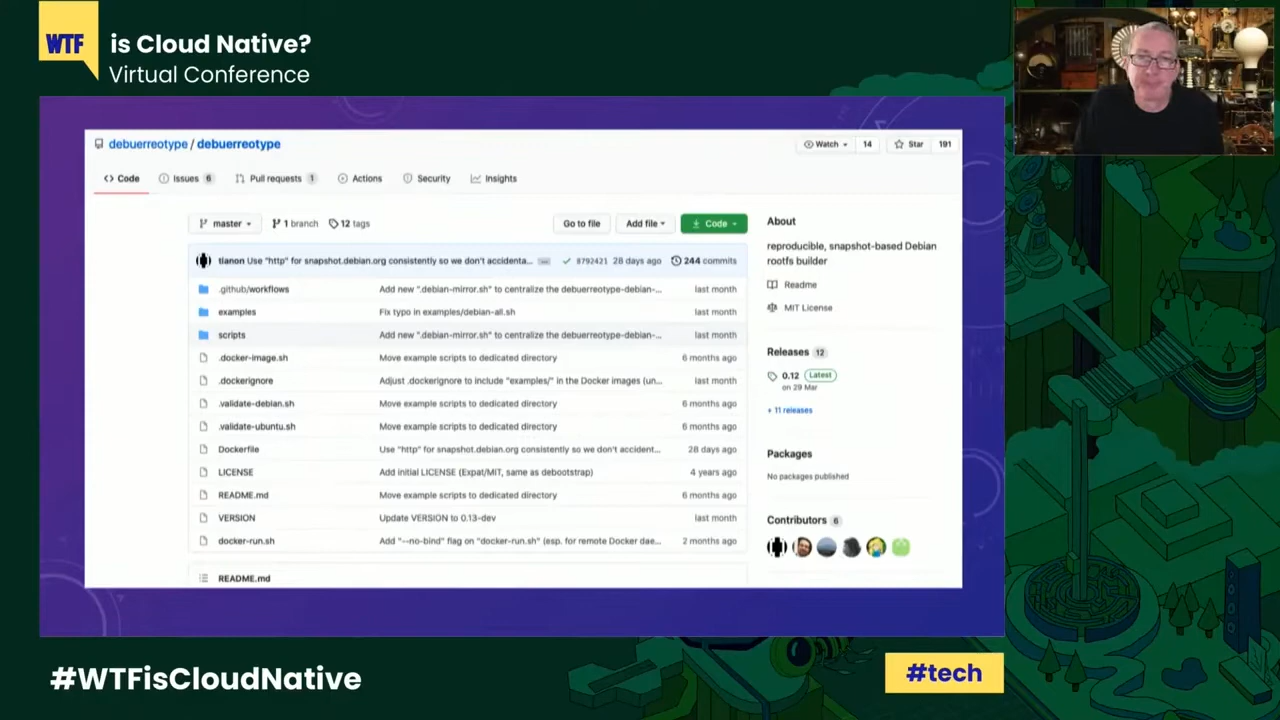 WTF is Cloud Native?
Virtual Conference
debuerreotype / debuerreotype
Watch 14 Star 191
Code Issues 6 Pull requests 1 Actions Security Insights
master 1 branch 12 tags Go to file Add file Code
tianon Use "http" for snapshot.debian.org consistently so we don't accidenta... 8792421 28 days ago 244 commits
.github/workflows Add new ".debian-mirror.sh" to centralize the debuerreotype-debian-... last month
examples Fix typo in examples/debian-all.sh last month
scripts Add new ".debian-mirror.sh" to centralize the debuerreotype-debian-... last month
.docker-image.sh Move example scripts to dedicated directory 6 months ago
.dockerignore Adjust .dockerignore to include "examples/" in the Docker images (un... last month
.validate-debian.sh Move example scripts to dedicated directory 6 months ago
.validate-ubuntu.sh Move example scripts to dedicated directory 6 months ago
Dockerfile Use "http" for snapshot.debian.org consistently so we don't accident... 28 days ago
LICENSE Add initial LICENSE (Expat/MIT, same as debootstrap) 4 years ago
README.md Move example scripts to dedicated directory 6 months ago
VERSION Update VERSION to 0.13-dev last month
docker-run.sh Add "--no-bind" flag on "docker-run.sh" (esp. for remote Docker dae... 2 months ago
README.md
About
reproducible, snapshot-based Debian
rootfs builder
Readme
MIT License
Releases 12
0.12 Latest
on 29 Mar
+ 11 releases
Packages
No packages published
Contributors 6
#WTFisCloudNative
#tech